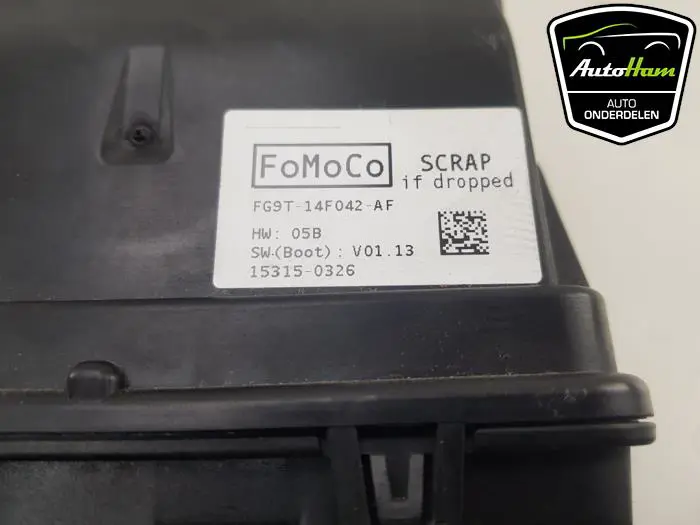 AutoHam
AUTO
ONDERDELEN
FoMoCo
SCRAP
if dropped
FG9T-14F042-AF
HW: 05B
SW.(Boot): V01.13
15315-0326